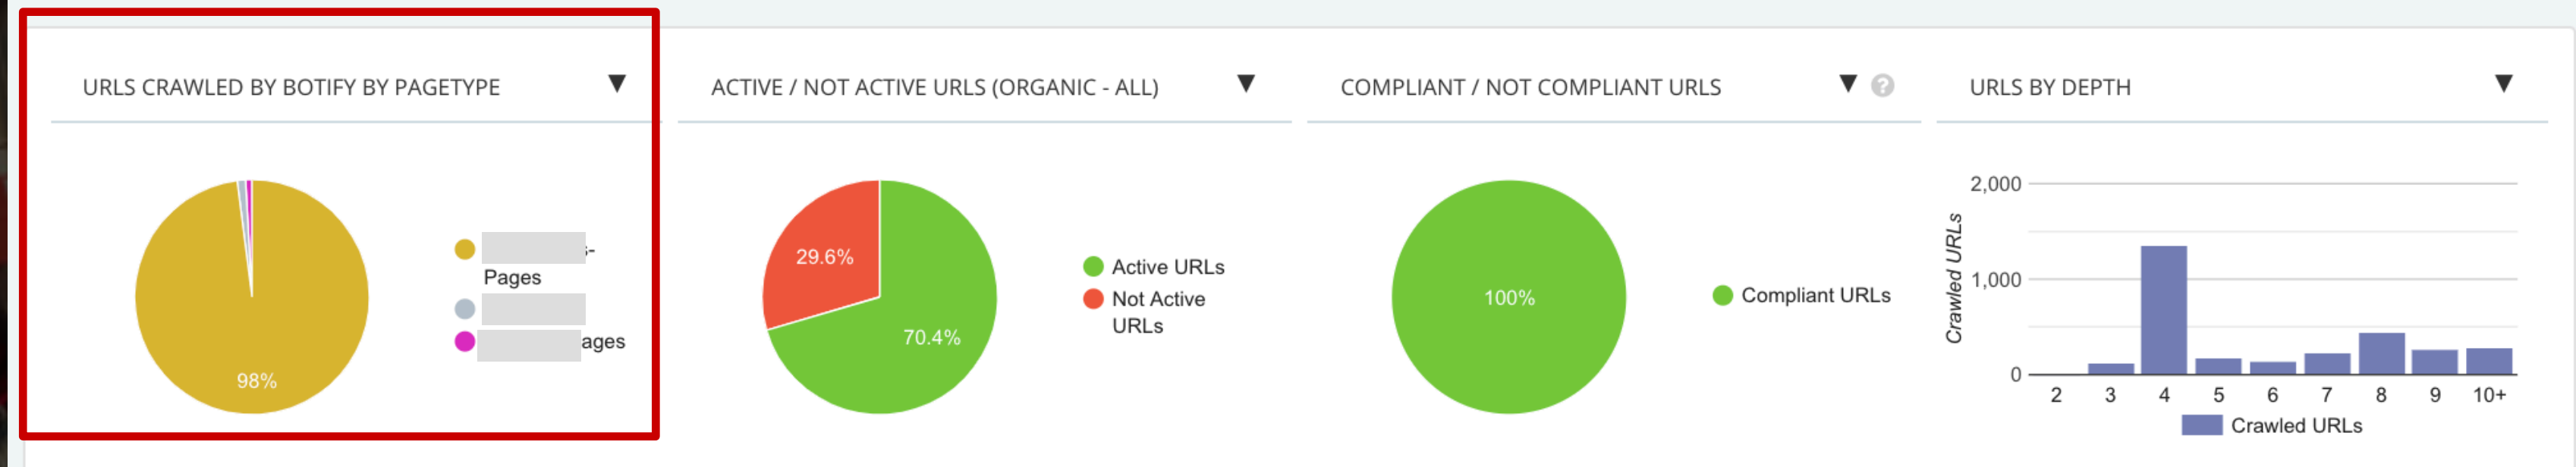 URLS CRAWLED BY BOTIFY BY PAGETYPE
98%
Pages
ages
ACTIVE / NOT ACTIVE URLS (ORGANIC - ALL)
29.6%
70.4%
Active URLs
Not Active
URLs
COMPLIANT / NOT COMPLIANT URLS
?
100%
Compliant URLs
URLS BY DEPTH
Crawled URLs
2,000
1,000
0
2 3 4 5 6 7 8 9 10+
Crawled URLs